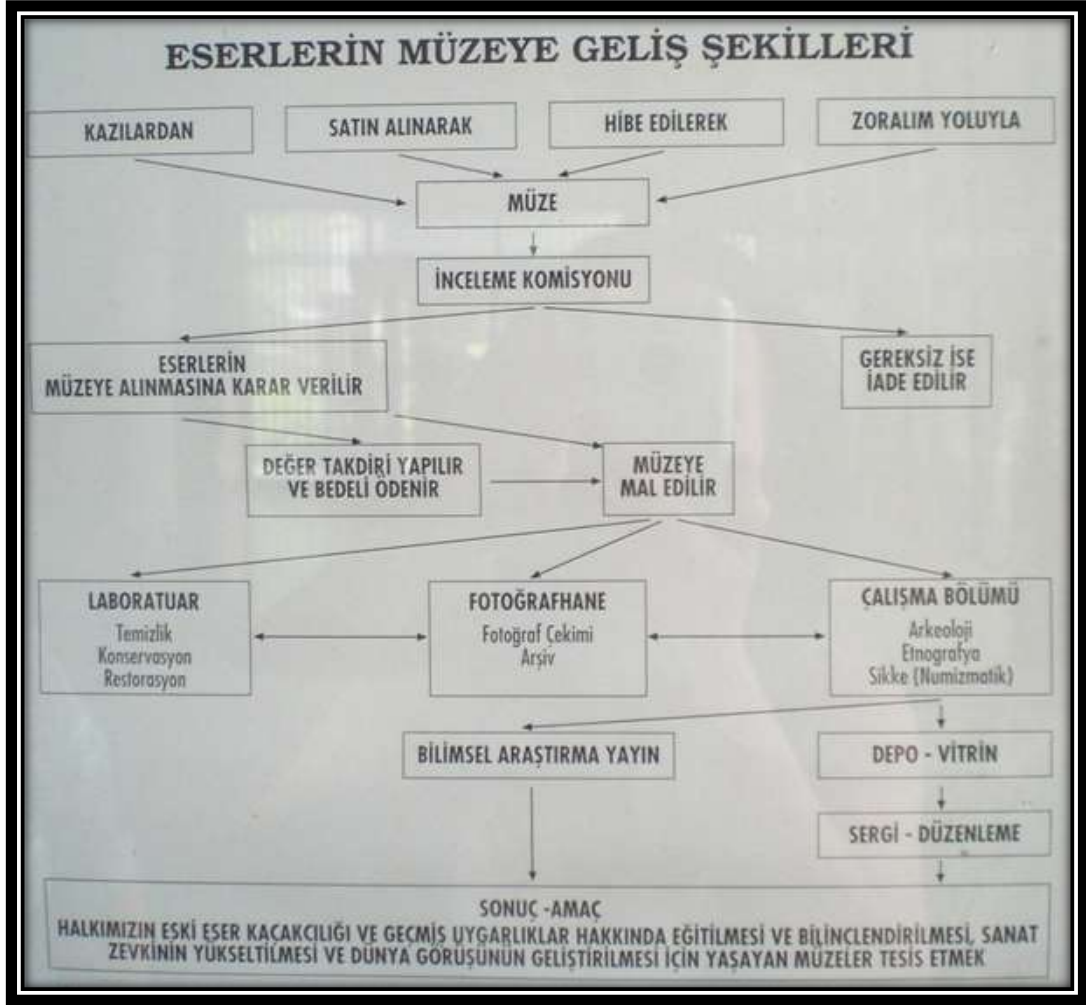 ESERLERİN MÜZEYE GELİŞ ŞEKİLLERİ
KAZILARDAN
SATIN ALINARAK
HİBE EDİLEREK
ZORALIM YOLUYLA
MÜZE
İNCELEME KOMİSYONU
ESERLERİN
MÜZEYE ALINMASINA KARAR VERİLİR
GEREKSİZ İSE
İADE EDİLİR
DEĞER TAKDİRİ YAPILIR
VE BEDELİ ÖDENİR
MÜZEYE
MAL EDİLİR
LABORATUAR
Temizlik
Konservasyon
Restorasyon
FOTOĞRAFHANE
Fotoğraf Çekimi
Arşiv
ÇALIŞMA BÖLÜMÜ
Arkeoloji
Etnografya
Sikke (Numizmatik)
BİLİMSEL ARAŞTIRMA YAYIN
DEPO - VİTRİN
SERGİ - DÜZENLEME
SONUÇ -AMAÇ
HALKIMIZIN ESKİ ESER KAÇAKCILIĞI VE GEÇMİŞ UYGARLIKLAR HAKKINDA EĞİTİLMESİ VE BİLİNÇLENDİRİLMESİ, SANAT
ZEVKİNİN YÜKSELTİLMESİ VE DÜNYA GÖRÜŞÜNÜN GELİŞTİRİLMESİ İÇİN YAŞAYAN MÜZELER TESİS ETMEK